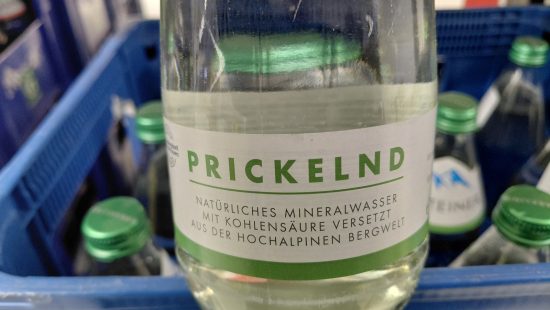 PRICKELND
NATÜRLICHES MINERALWASSER
MIT KOHLENSÄURE VERSETZT
AUS DER HOCHALPINEN BERGWELT